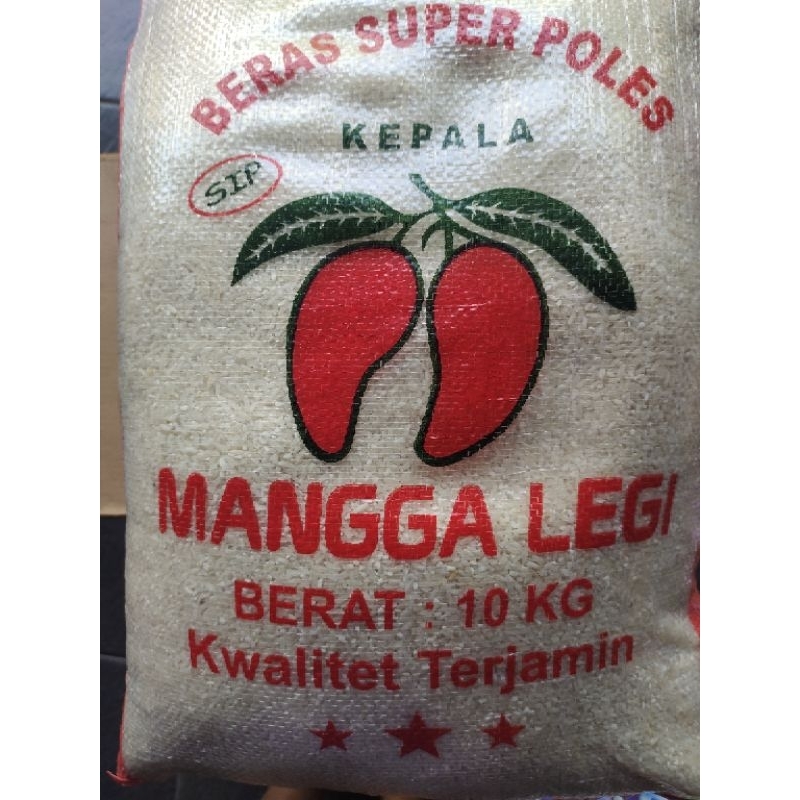 BERAS SUPER POLES
KEPALA
SIP
MANGGA LEGI
BERAT : 10 KG
Kwalitet Terjamin